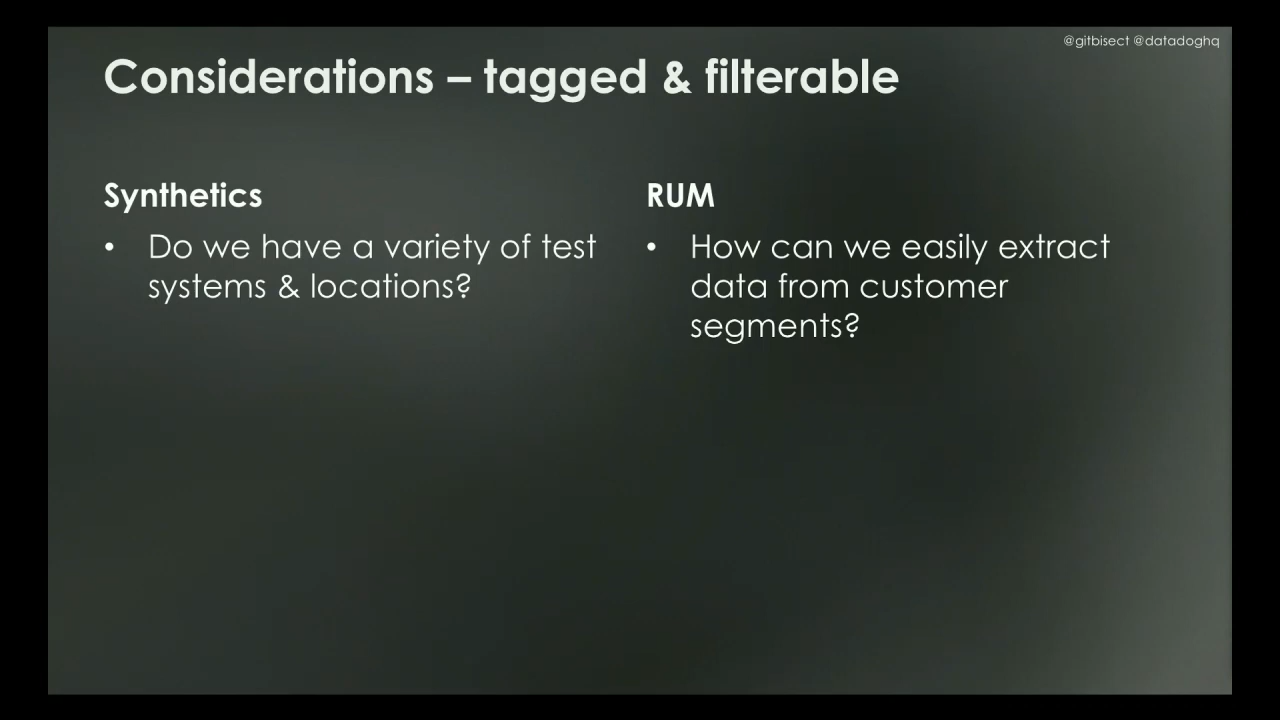 @gitbisect @datadoghq
Considerations – tagged & filterable
Synthetics
• Do we have a variety of test
systems & locations?
RUM
• How can we easily extract
data from customer
segments?